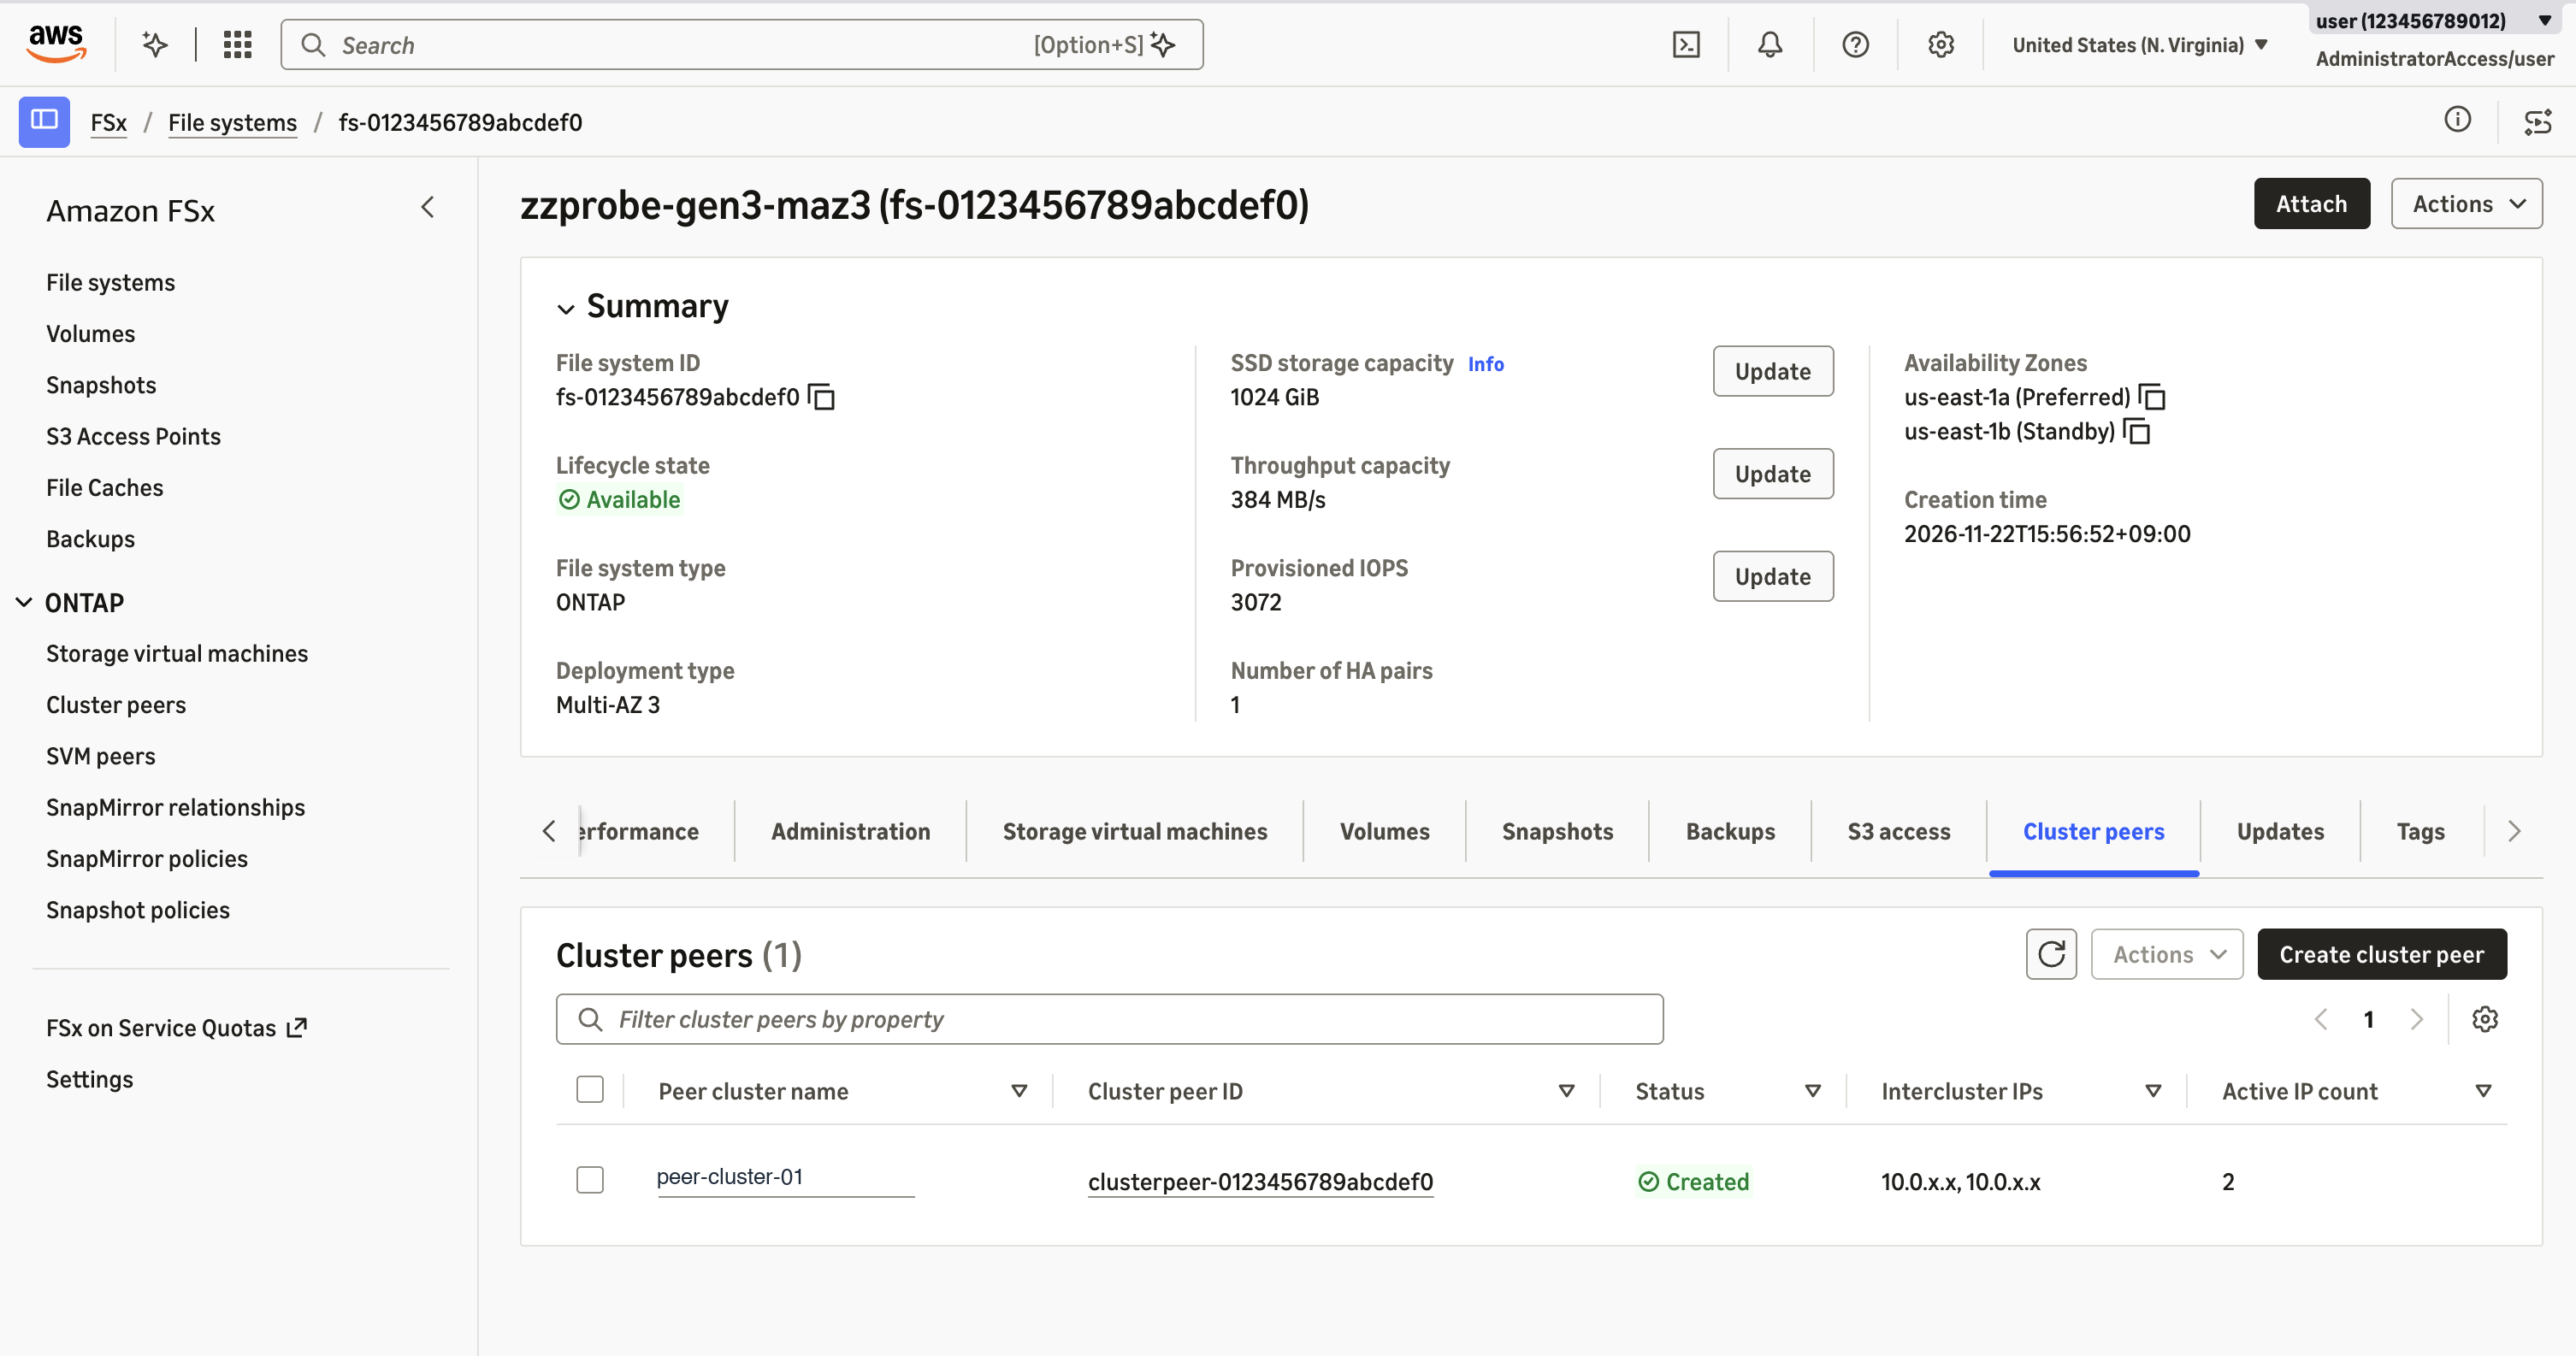 aws
Search [Option+S]
United States (N. Virginia)
user (123456789012)
AdministratorAccess/user
FSx / File systems / fs-0123456789abcdef0
Amazon FSx
File systems
Volumes
Snapshots
S3 Access Points
File Caches
Backups
ONTAP
Storage virtual machines
Cluster peers
SVM peers
SnapMirror relationships
SnapMirror policies
Snapshot policies
FSx on Service Quotas
Settings
zzprobe-gen3-maz3 (fs-0123456789abcdef0)
Attach
Actions
Summary
File system ID
fs-0123456789abcdef0
Lifecycle state
Available
File system type
ONTAP
Deployment type
Multi-AZ 3
SSD storage capacity Info
1024 GiB
Update
Throughput capacity
384 MB/s
Update
Provisioned IOPS
3072
Update
Number of HA pairs
1
Availability Zones
us-east-1a (Preferred)
us-east-1b (Standby)
Creation time
2026-11-22T15:56:52+09:00
erformance
Administration
Storage virtual machines
Volumes
Snapshots
Backups
S3 access
Cluster peers
Updates
Tags
Cluster peers (1)
Actions
Create cluster peer
Filter cluster peers by property
1
Peer cluster name
Cluster peer ID
Status
Intercluster IPs
Active IP count
peer-cluster-01
clusterpeer-0123456789abcdef0
Created
10.0.x.x, 10.0.x.x
2